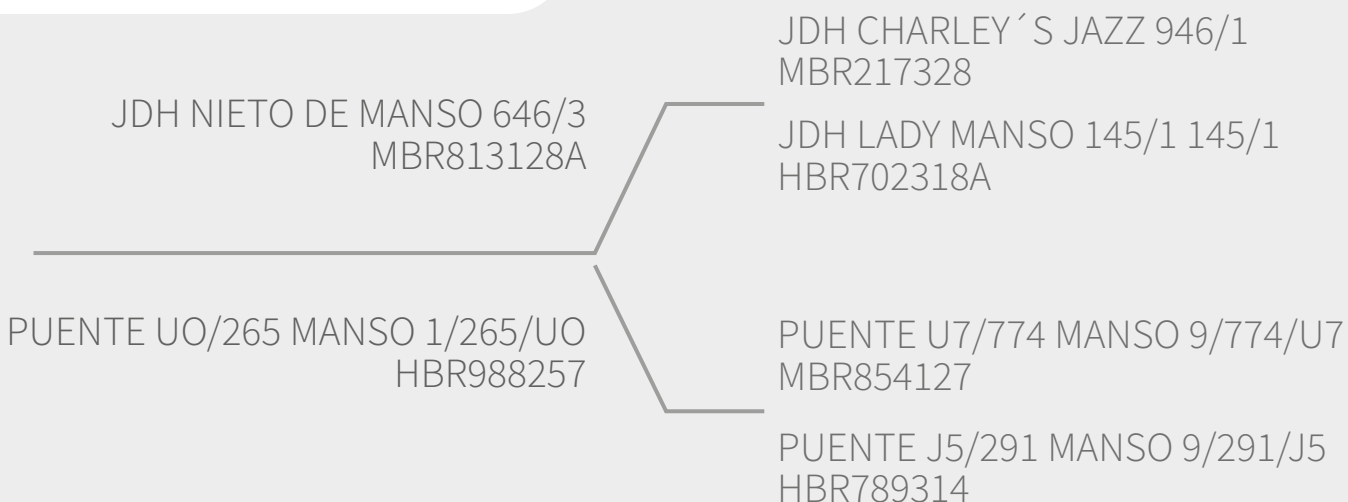 JDH NIETO DE MANSO 646/3
MBR813128A
PUENTE UO/265 MANSO 1/265/UO
HBR988257
JDH CHARLEY´S JAZZ 946/1
MBR217328
JDH LADY MANSO 145/1 145/1
HBR702318A
PUENTE U7/774 MANSO 9/774/U7
MBR854127
PUENTE J5/291 MANSO 9/291/J5
HBR789314